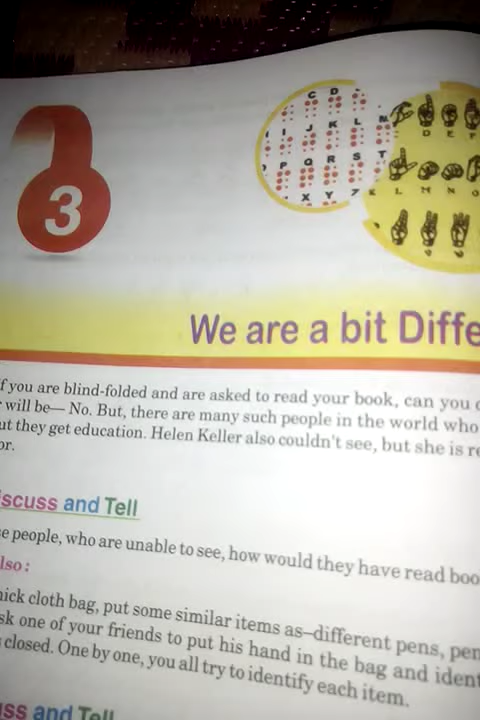 3
C D
I J K L M
P Q R S T
X Y Z
D E F
K L M N O
We are a bit Diffe
f you are blind-folded and are asked to read your book, can you
will be— No. But, there are many such people in the world who
ut they get education. Helen Keller also couldn't see, but she is re
or.
iscuss and Tell
e people, who are unable to see, how would they have read boo
lso :
hick cloth bag, put some similar items as–different pens, pen
sk one of your friends to put his hand in the bag and ident
closed. One by one, you all try to identify each item.
uss and Tell